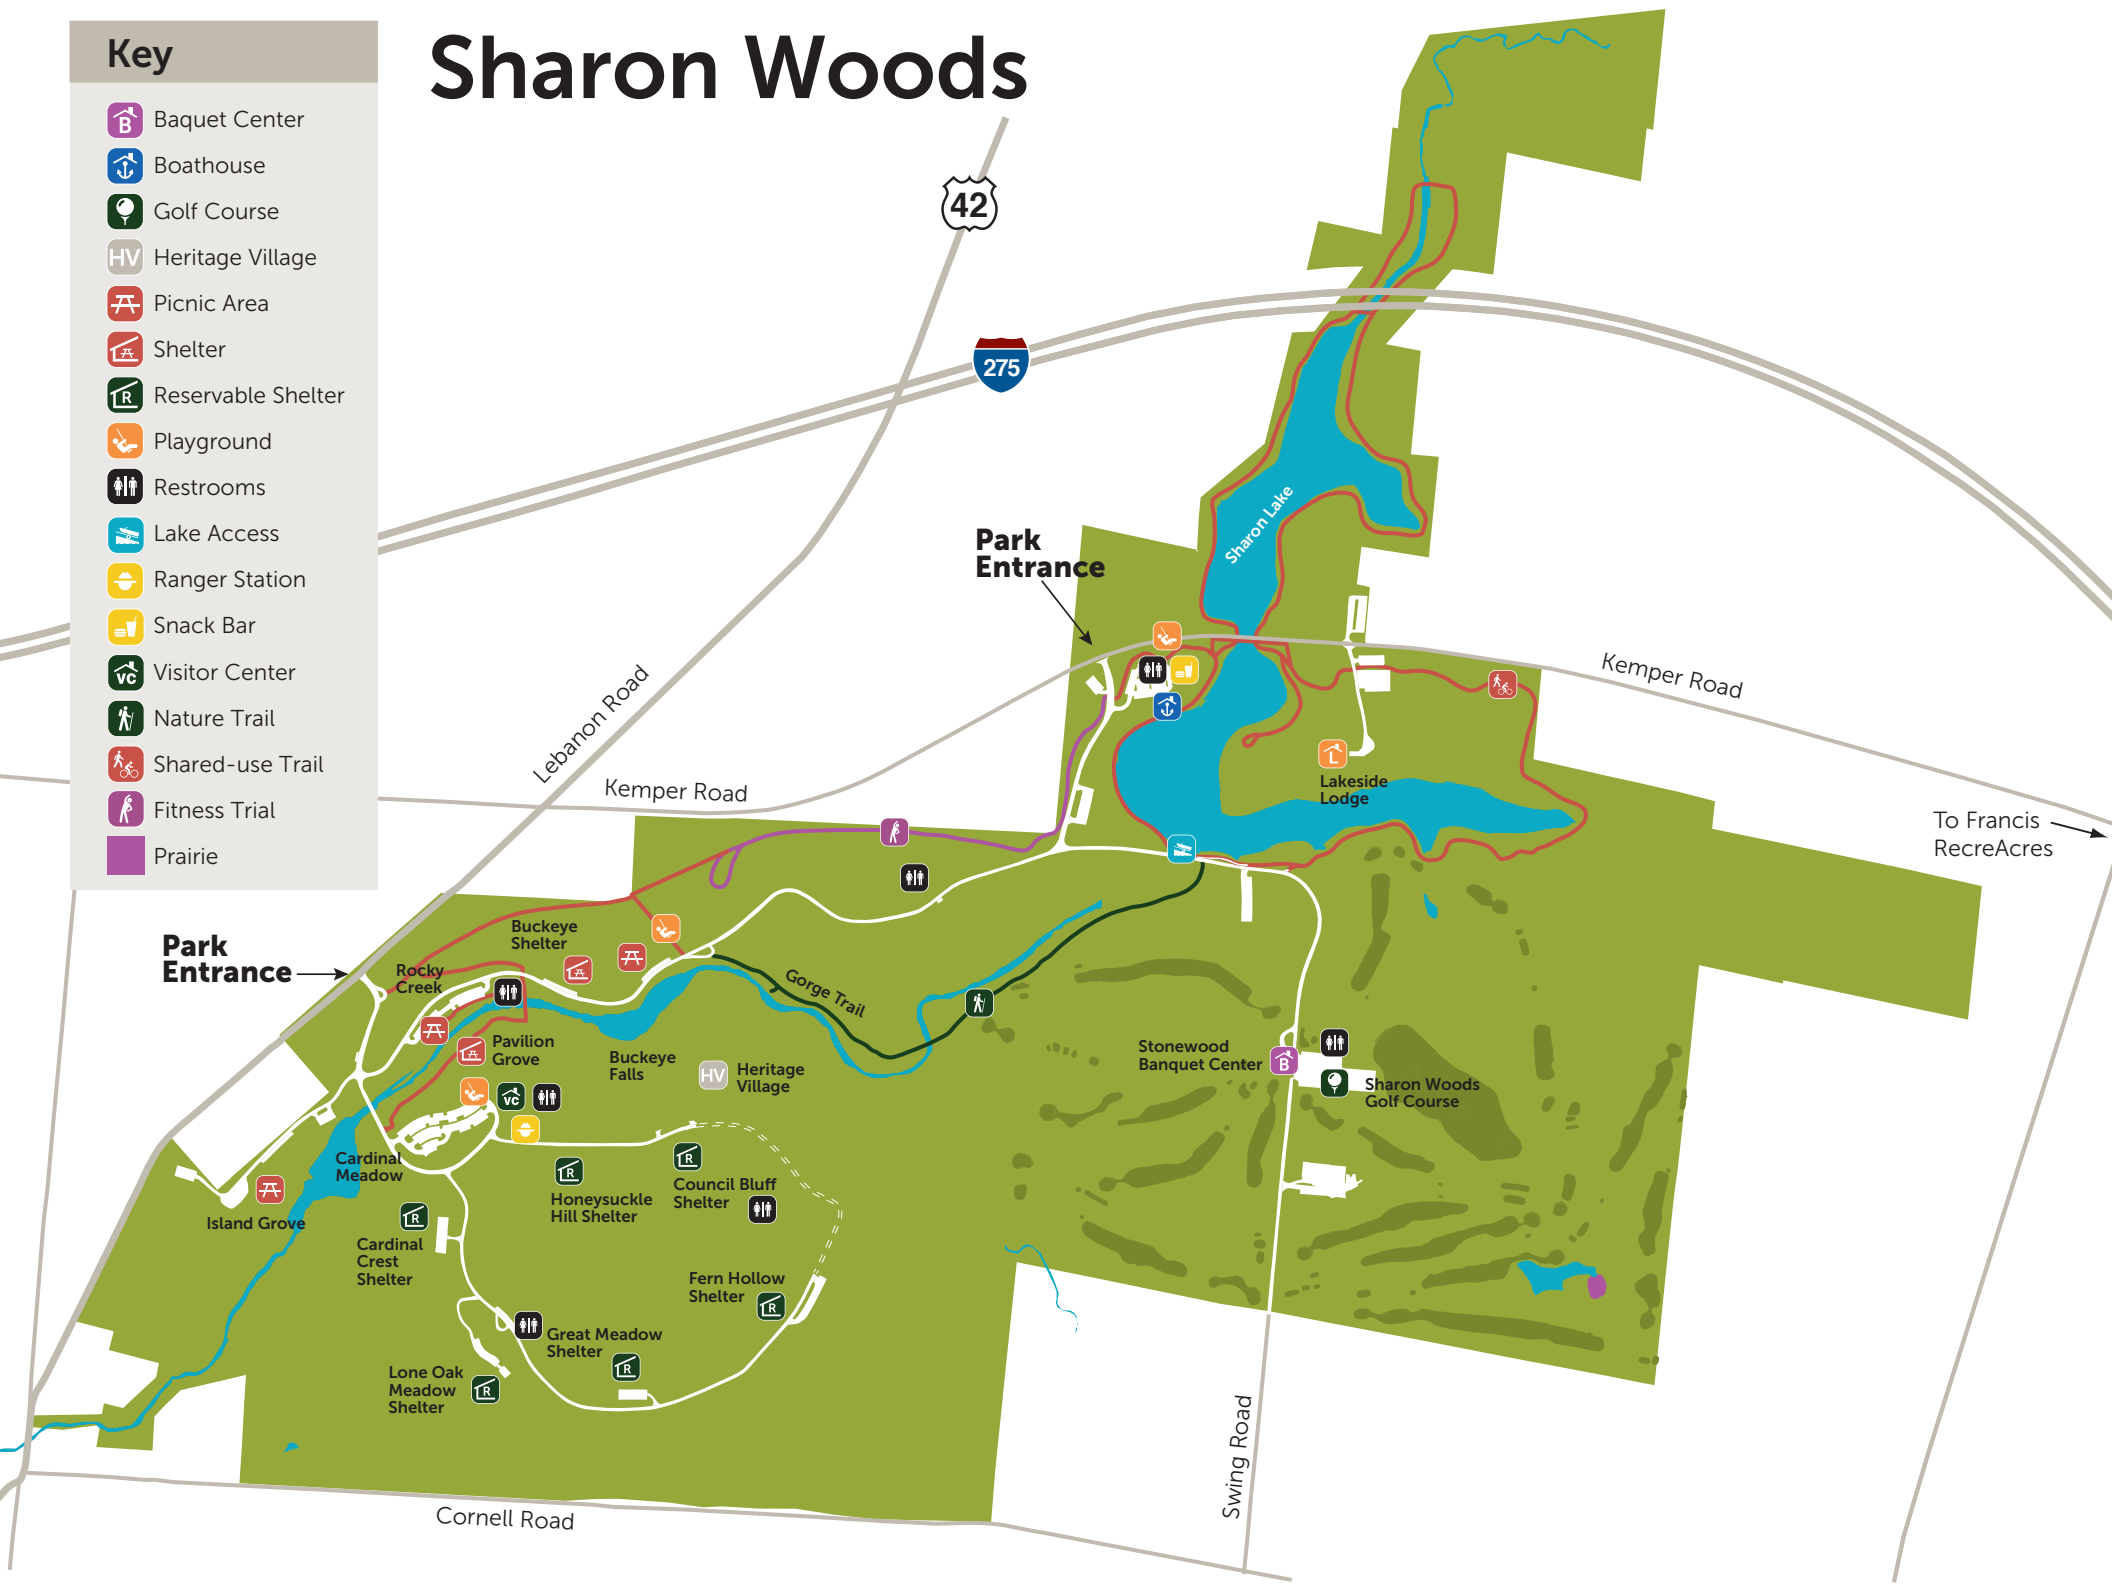 Key
Baquet Center
Boathouse
Golf Course
HV Heritage Village
Picnic Area
Shelter
Reservable Shelter
Playground
Restrooms
Lake Access
Ranger Station
Snack Bar
Visitor Center
Nature Trail
Shared-use Trail
Fitness Trial
Prairie
B
R
VC
Sharon Woods
42
275
Sharon Lake
Park
Entrance
Kemper Road
Lebanon Road
Kemper Road
L
Lakeside
Lodge
To Francis
RecreAcres
Park
Entrance
Buckeye
Shelter
Rocky
Creek
Gorge Trail
Pavilion
Grove
Buckeye
Falls
HV
Heritage
Village
VC
Stonewood
Banquet Center
B
Sharon Woods
Golf Course
Cardinal
Meadow
Island Grove
R
Honeysuckle
Hill Shelter
R
Council Bluff
Shelter
R
Cardinal
Crest
Shelter
Fern Hollow
Shelter
R
Great Meadow
Shelter
R
Lone Oak
Meadow
Shelter
R
Swing Road
Cornell Road